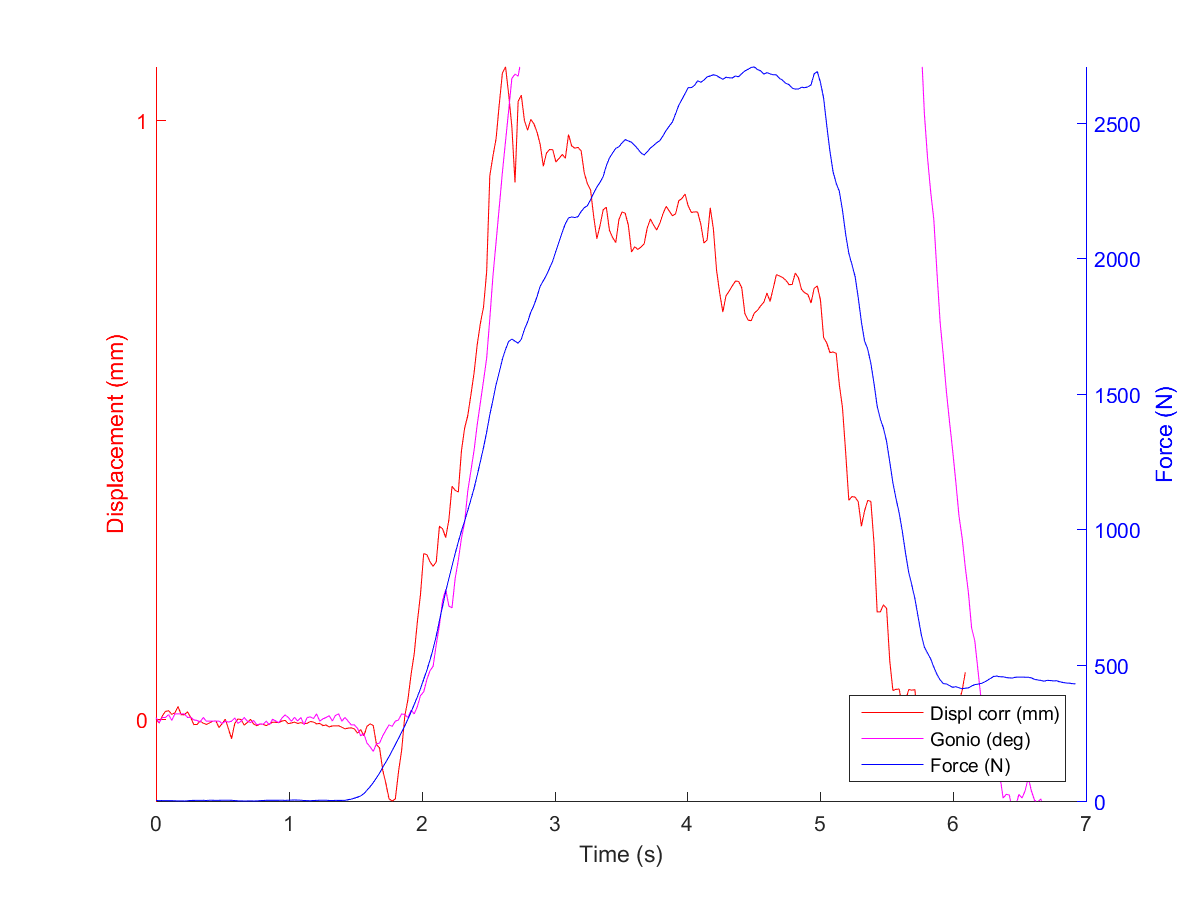 1
0
Displacement (mm)
2500
2000
1500
1000
500
0
Force (N)
Displ corr (mm)
Gonio (deg)
Force (N)
0 1 2 3 4 5 6 7
Time (s)